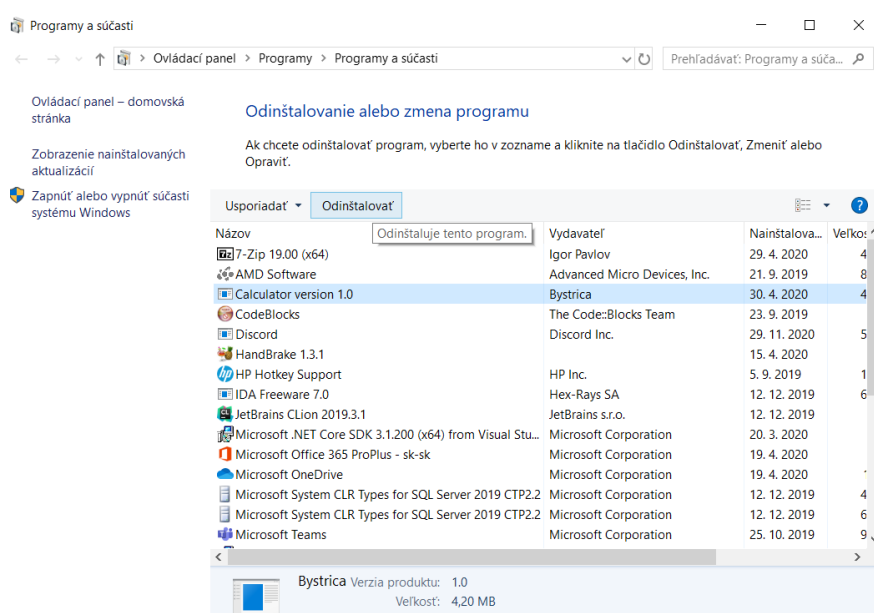 Programy a súčasti
Ovládací panel > Programy > Programy a súčasti
Prehľadávať: Programy a súča...
Ovládací panel – domovská
stránka
Zobrazenie nainštalovaných
aktualizácií
Zapnúť alebo vypnúť súčasti
systému Windows
Odinštalovanie alebo zmena programu
Ak chcete odinštalovať program, vyberte ho v zozname a kliknite na tlačidlo Odinštalovať, Zmeniť alebo
Opraviť.
Usporiadať Odinštalovať
Odinštaluje tento program.
Názov Vydavateľ Nainštalova...
7-Zip 19.00 (x64) Igor Pavlov 29. 4. 2020 4
AMD Software Advanced Micro Devices, Inc. 21. 9. 2019 8
Calculator version 1.0 Bystrica 30. 4. 2020 4
CodeBlocks The Code::Blocks Team 23. 9. 2019
Discord Discord Inc. 29. 11. 2020 5
HandBrake 1.3.1 15. 4. 2020
HP Hotkey Support HP Inc. 5. 9. 2019 1
IDA Freeware 7.0 Hex-Rays SA 12. 12. 2019 6
JetBrains CLion 2019.3.1 JetBrains s.r.o. 12. 12. 2019
Microsoft .NET Core SDK 3.1.200 (x64) from Visual Stu... Microsoft Corporation 20. 3. 2020
Microsoft Office 365 ProPlus - sk-sk Microsoft Corporation 19. 4. 2020
Microsoft OneDrive Microsoft Corporation 19. 4. 2020
Microsoft System CLR Types for SQL Server 2019 CTP2.2 Microsoft Corporation 12. 12. 2019 4
Microsoft System CLR Types for SQL Server 2019 CTP2.2 Microsoft Corporation 12. 12. 2019 6
Microsoft Teams Microsoft Corporation 25. 10. 2019 9
Bystrica Verzia produktu: 1.0
Veľkosť: 4,20 MB